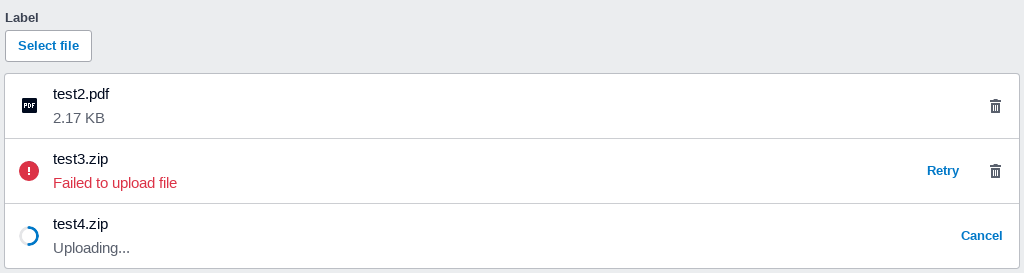 Label
Select file
PDF
test2.pdf
2.17 KB
test3.zip
Failed to upload file
Retry
test4.zip
Uploading...
Cancel